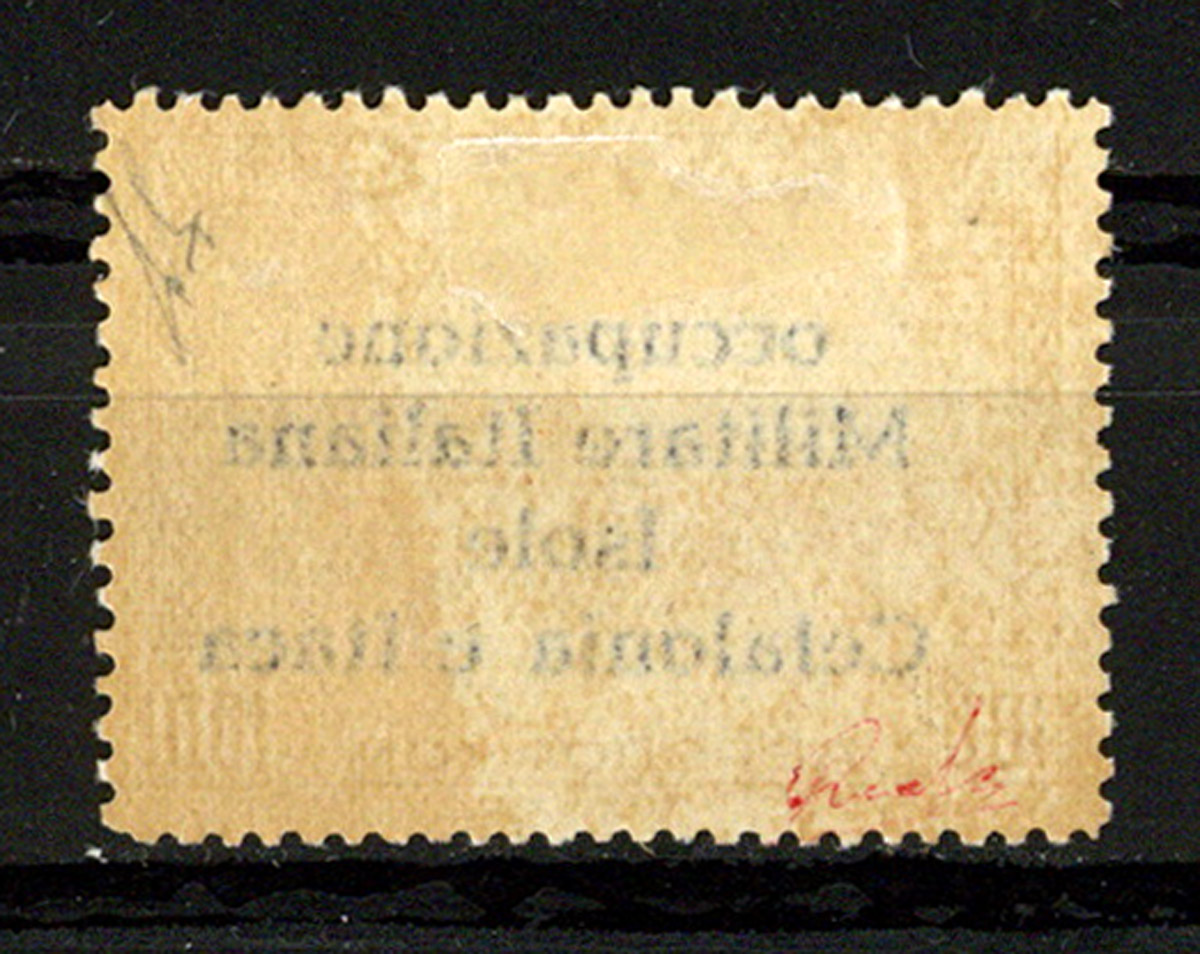 occupazione
Militare Italiana
Isole
Cefalonia e Itaca